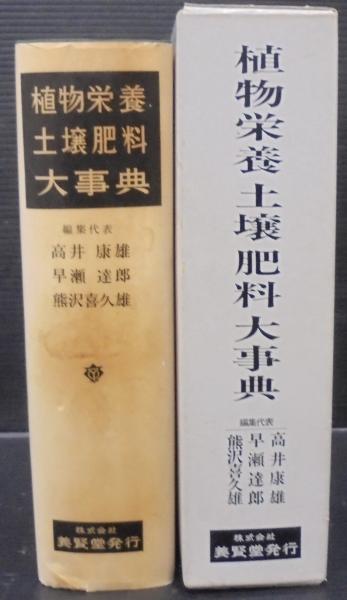 植物栄養
土壌肥料
大事典
編集代表
高井 康雄
早瀬 達郎
熊沢喜久雄
株式会社
美賢堂発行
植物栄養土壌肥料大事典
編集代表
高井康雄
早瀬達郎
熊沢喜久雄
株式会社
美賢堂発行